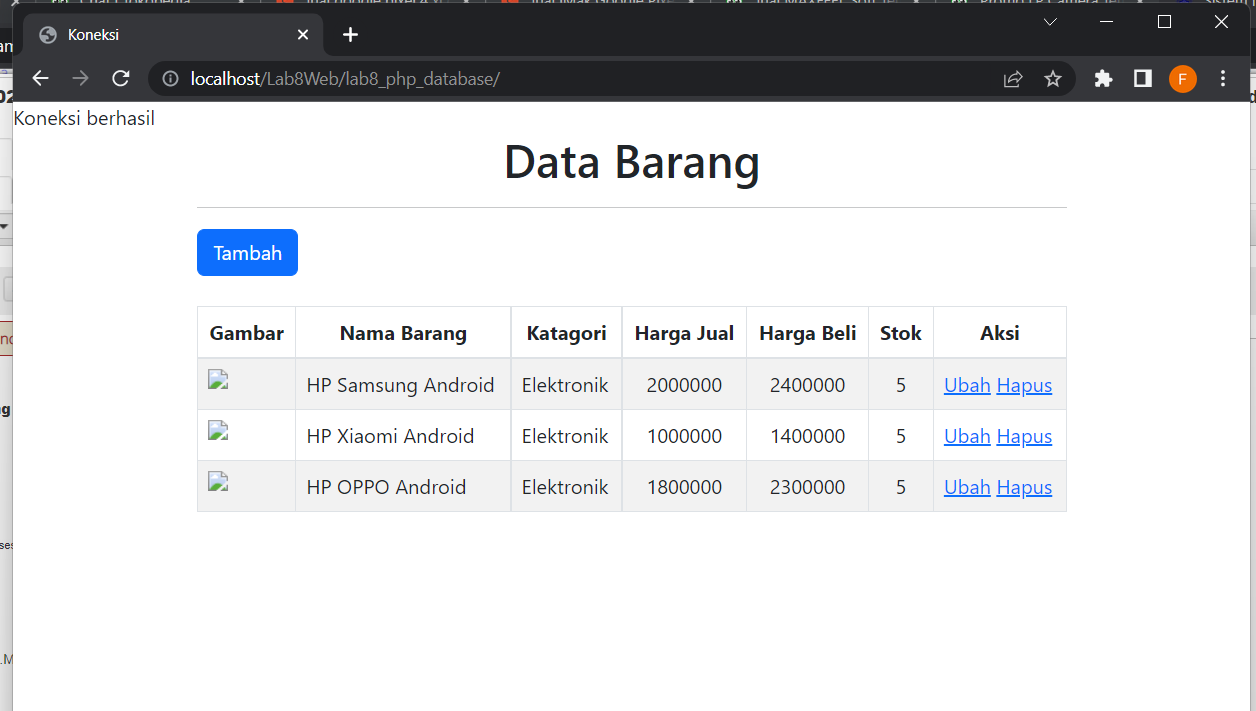 Koneksi
localhost/Lab8Web/lab8_php_database/
F
Koneksi berhasil
Data Barang
Tambah
Gambar Nama Barang Katagori Harga Jual Harga Beli Stok Aksi
HP Samsung Android Elektronik 2000000 2400000 5 Ubah Hapus
HP Xiaomi Android Elektronik 1000000 1400000 5 Ubah Hapus
HP OPPO Android Elektronik 1800000 2300000 5 Ubah Hapus